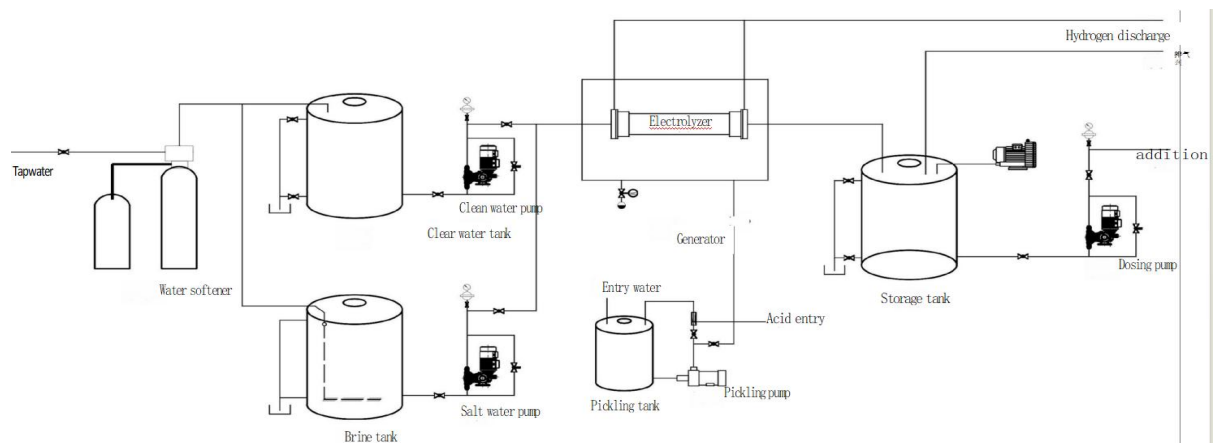 Hydrogen discharge
Electrolyzer
addition
Tapwater
Clean water pump
Clear water tank
Generator
Dosing pump
Water softener
Entry water
Storage tank
Acid entry
Pickling pump
Pickling tank
Salt water pump
Brine tank